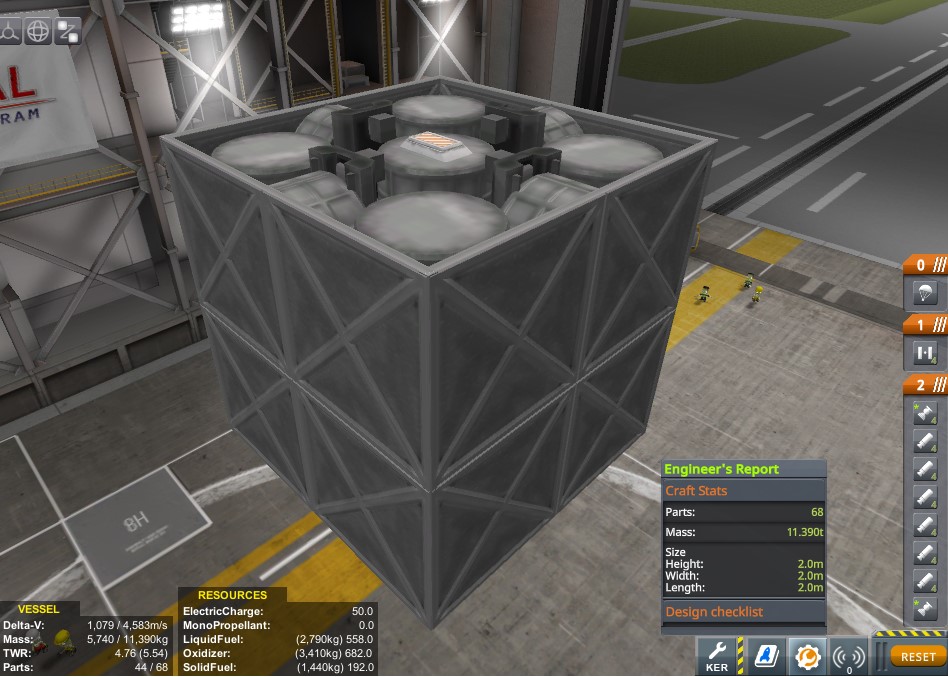 AL
RAM
8H
0
1
2
Engineer's Report
Craft Stats
Parts: 68
Mass: 11.390t
Size
Height: 2.0m
Width: 2.0m
Length: 2.0m
Design checklist
VESSEL
Delta-V: 1,079 / 4,583m/s
Mass: 5,740 / 11,390kg
TWR: 4.76 (5.54)
Parts: 44 / 68
RESOURCES
ElectricCharge: 50.0
MonoPropellant: 0.0
LiquidFuel: (2,790kg) 558.0
Oxidizer: (3,410kg) 682.0
SolidFuel: (1,440kg) 192.0
KER
0
RESET